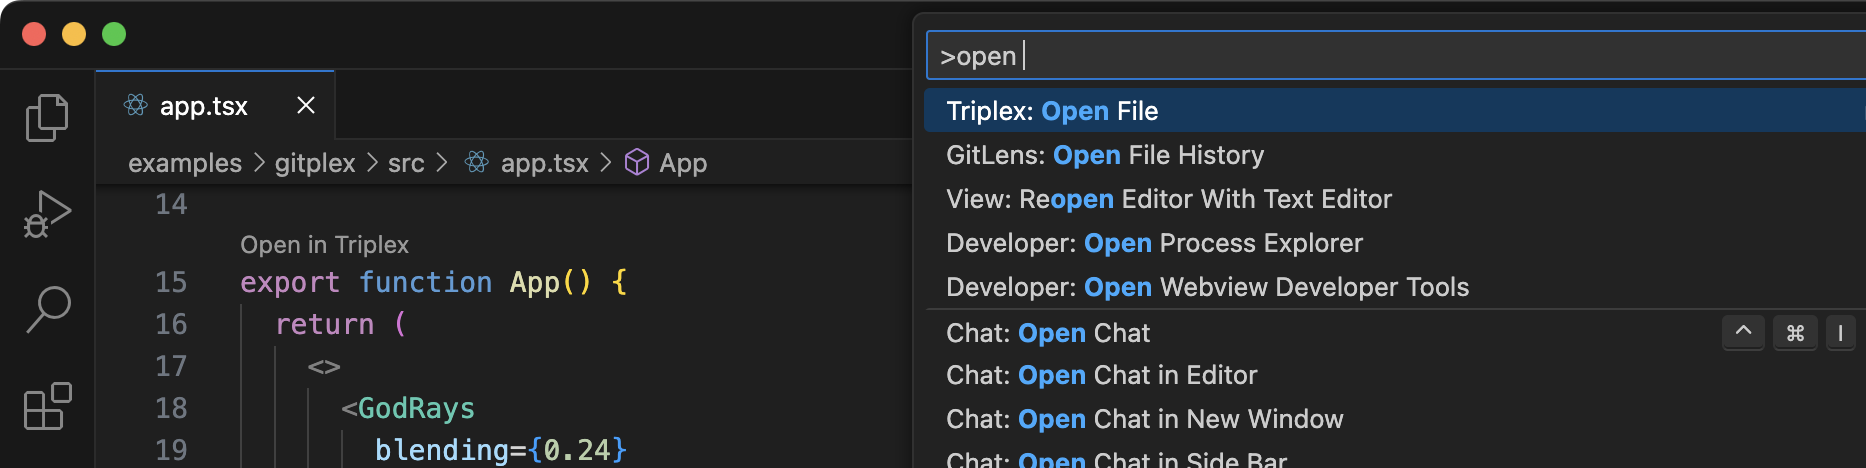 app.tsx
examples > gitplex > src > app.tsx > App
14
Open in Triplex
15 export function App() {
16 return (
17 <>
18 <GodRays
19 blending={0.24}
>open
Triplex: Open File
GitLens: Open File History
View: Reopen Editor With Text Editor
Developer: Open Process Explorer
Developer: Open Webview Developer Tools
Chat: Open Chat ^ ⌘ I
Chat: Open Chat in Editor
Chat: Open Chat in New Window
Chat: Open Chat in Side Bar